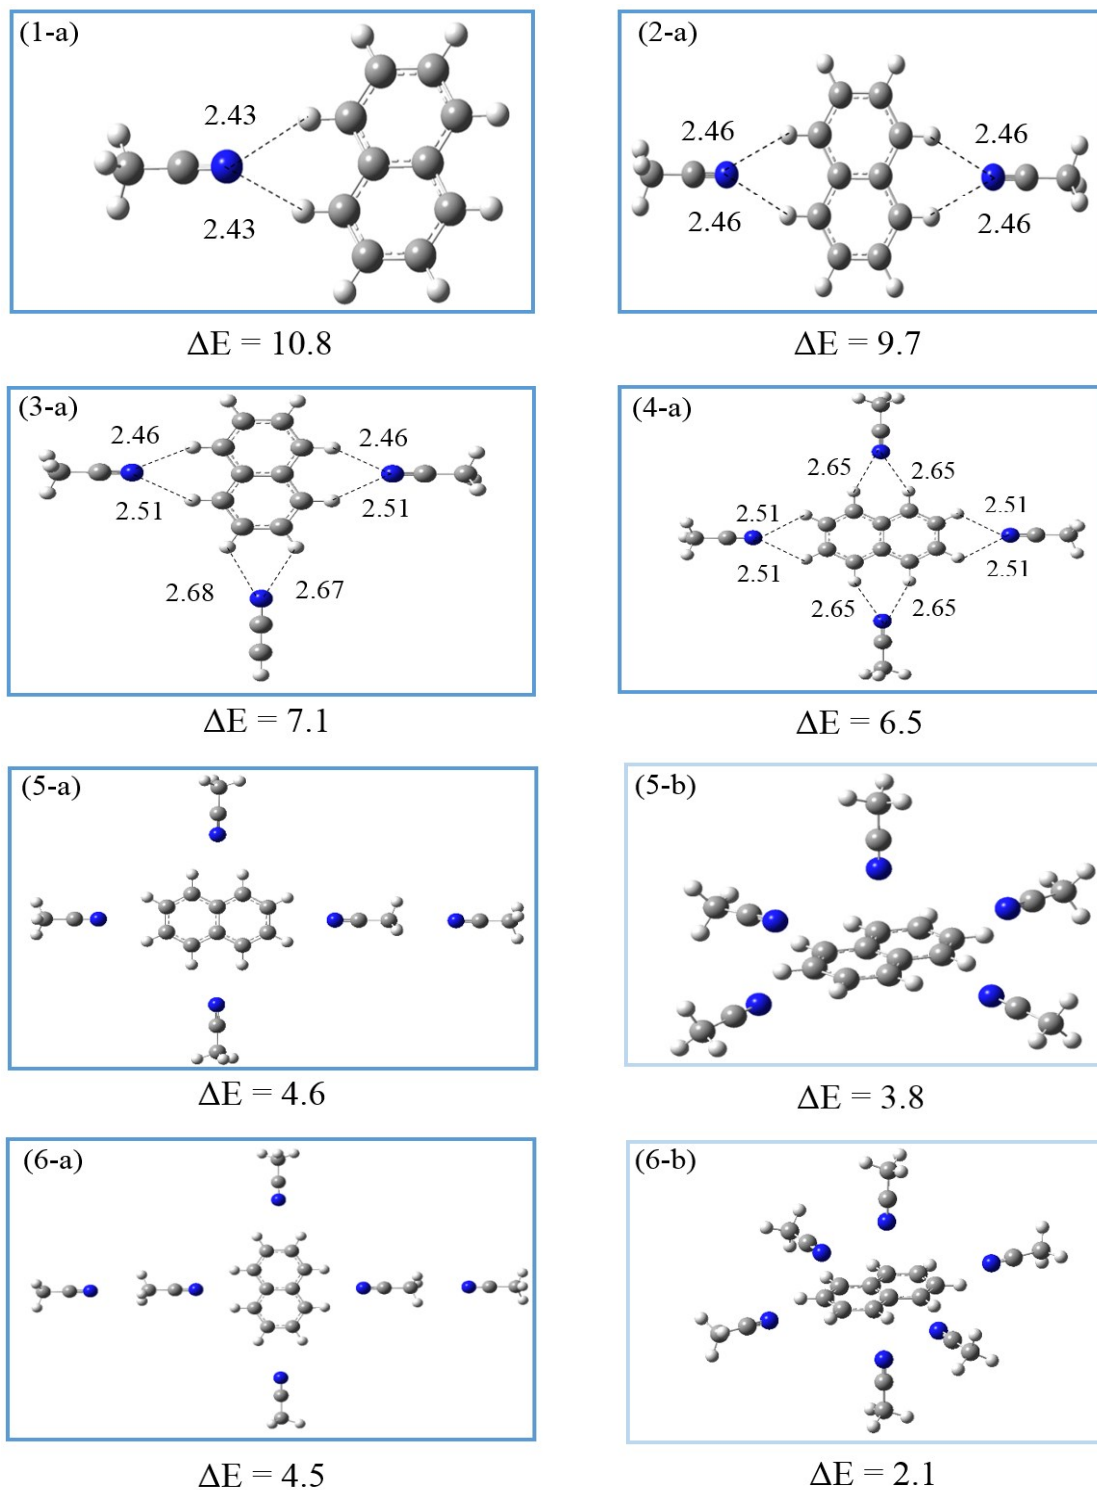 (1-a)
2.43
2.43
ΔE = 10.8
(2-a)
2.46
2.46
2.46
2.46
ΔE = 9.7
(3-a)
2.46
2.46
2.51
2.51
2.68
2.67
ΔE = 7.1
(4-a)
2.65
2.65
2.51
2.51
2.51
2.51
2.65
2.65
ΔE = 6.5
(5-a)
ΔE = 4.6
(5-b)
ΔE = 3.8
(6-a)
ΔE = 4.5
(6-b)
ΔE = 2.1